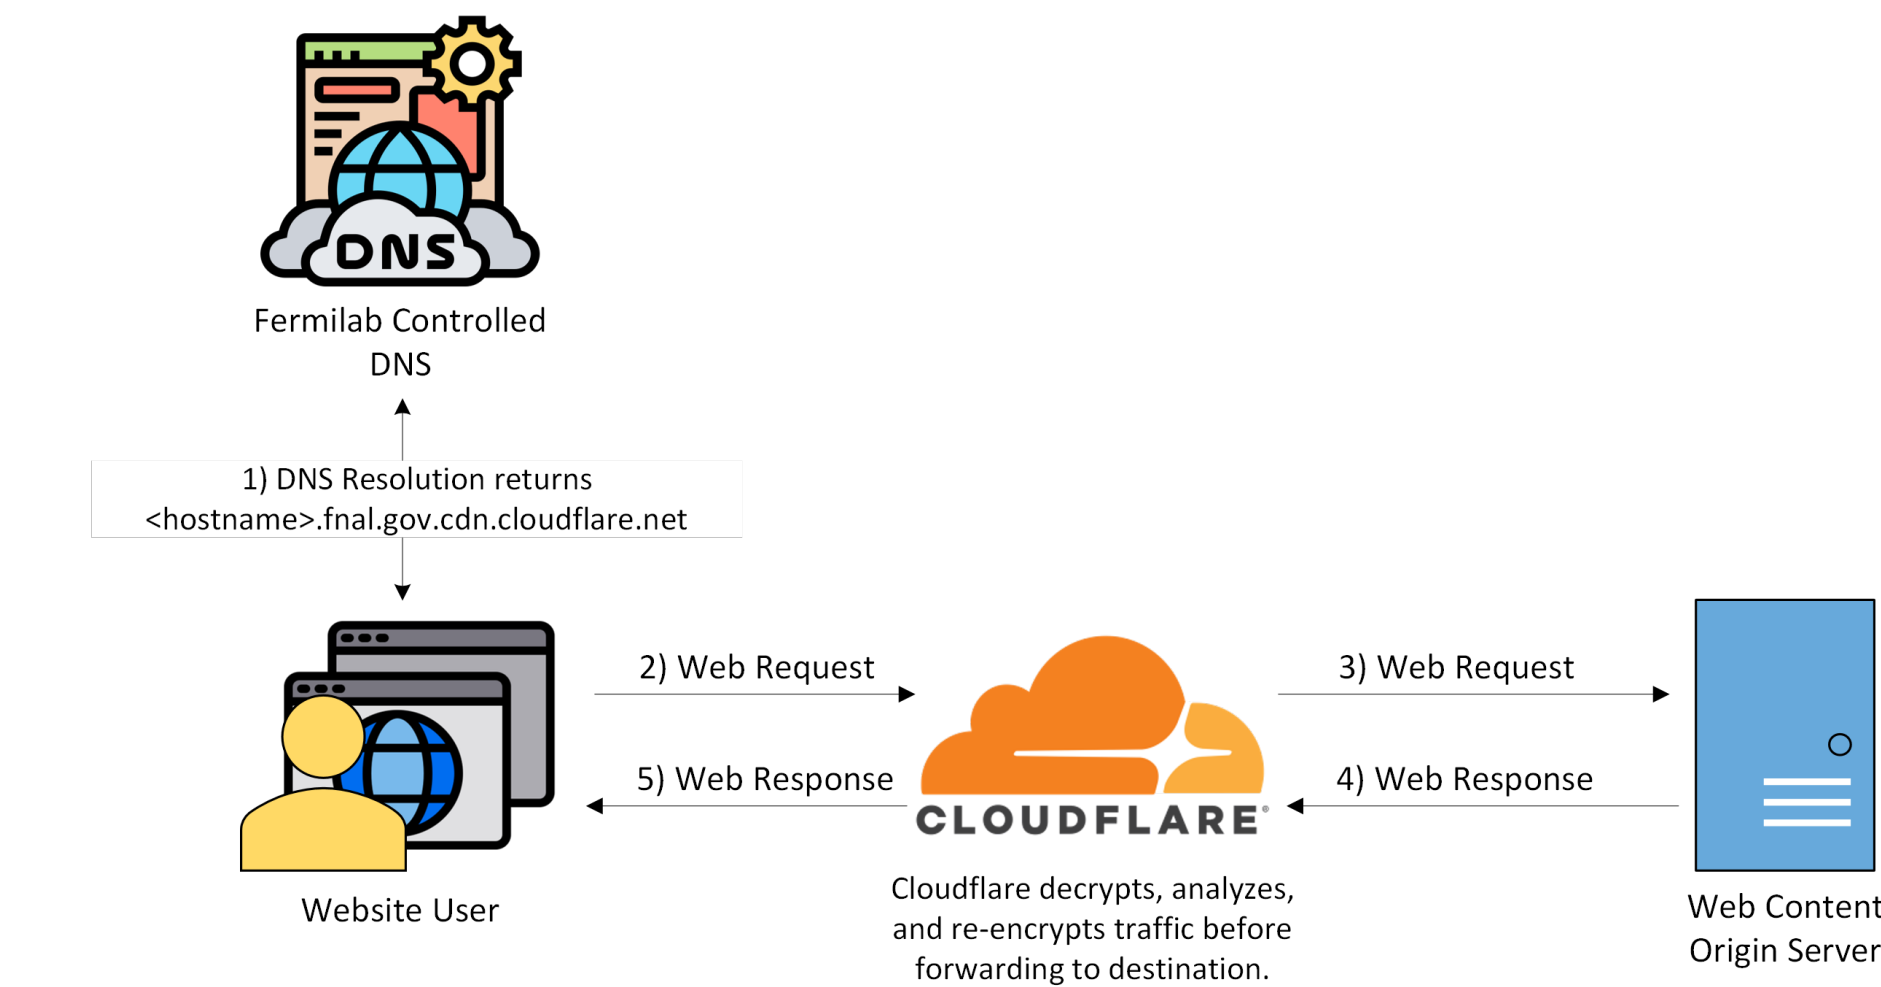 DNS
Fermilab Controlled
DNS
1) DNS Resolution returns
<hostname>.fnal.gov.cdn.cloudflare.net
2) Web Request
3) Web Request
5) Web Response
4) Web Response
CLOUDFLARE®
Website User
Cloudflare decrypts, analyzes,
and re-encrypts traffic before
forwarding to destination.
Web Content
Origin Server